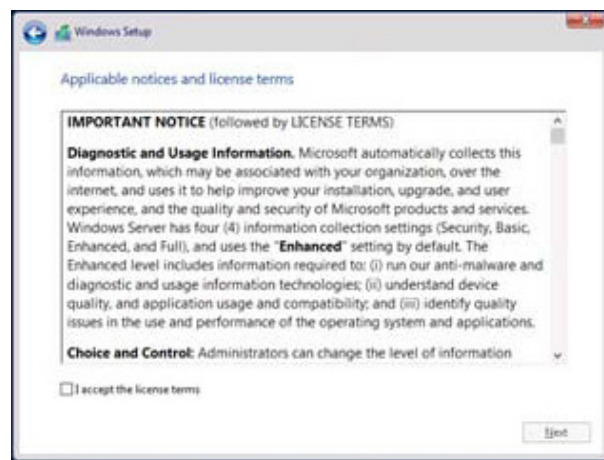 Windows Setup
Applicable notices and license terms
IMPORTANT NOTICE (followed by LICENSE TERMS)
Diagnostic and Usage Information. Microsoft automatically collects this
information, which may be associated with your organization, over the
internet, and uses it to help improve your installation, upgrade, and user
experience, and the quality and security of Microsoft products and services.
Windows Server has four (4) information collection settings (Security, Basic,
Enhanced, and Full), and uses the "Enhanced" setting by default. The
Enhanced level includes information required to: (i) run our anti-malware and
diagnostic and usage information technologies; (ii) understand device
quality, and application usage and compatibility; and (iii) identify quality
issues in the use and performance of the operating system and applications.
Choice and Control: Administrators can change the level of information
I accept the license terms
Next